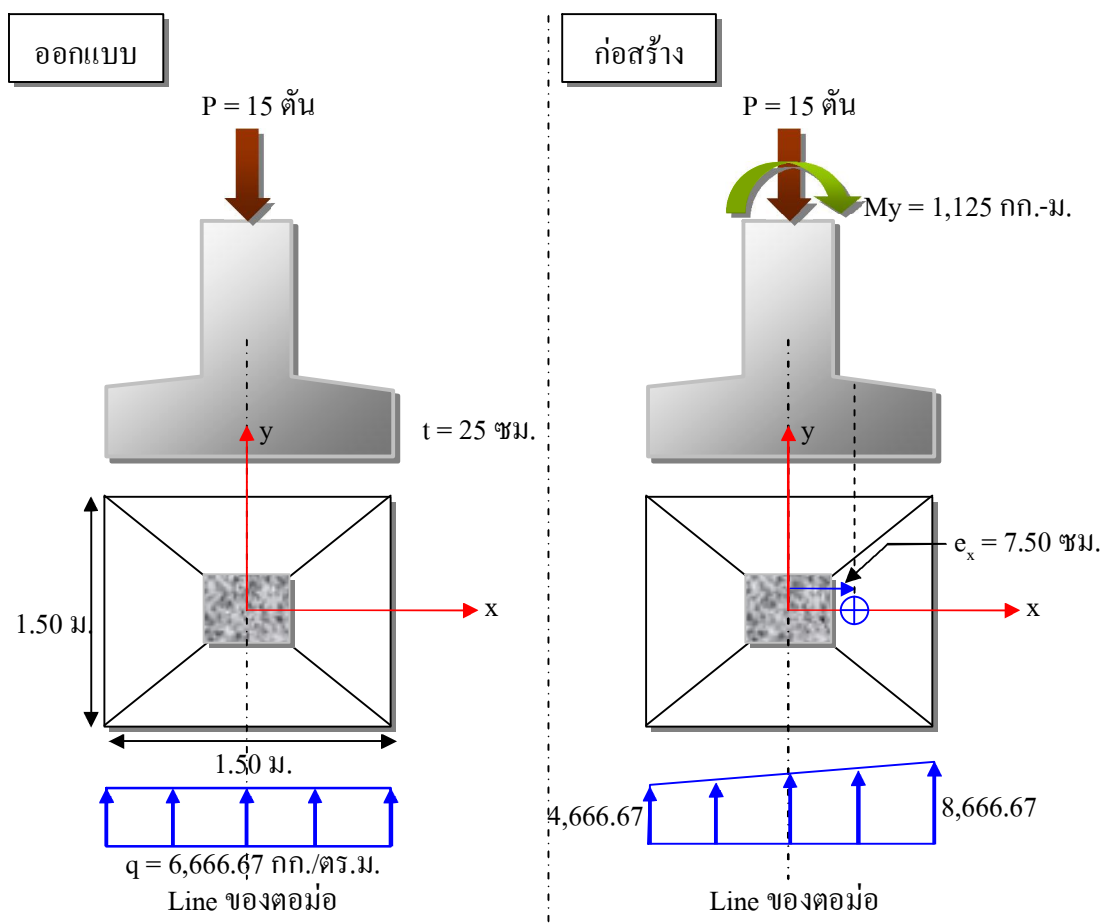 ออกแบบ
P = 15 ตัน
t = 25 ซม.
y
x
1.50 ม.
1.50 ม.
q = 6,666.67 กก./ตร.ม.
Line ของตอม่อ
ก่อสร้าง
P = 15 ตัน
My = 1,125 กก.-ม.
y
e_x = 7.50 ซม.
x
4,666.67
8,666.67
Line ของตอม่อ